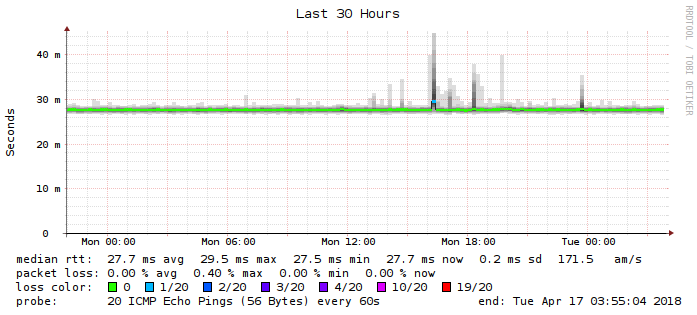 Last 30 Hours
RRDTOOL / TOBI OETIKER
Seconds
40 m
30 m
20 m
10 m
0
Mon 00:00 Mon 06:00 Mon 12:00 Mon 18:00 Tue 00:00
median rtt: 27.7 ms avg 29.5 ms max 27.5 ms min 27.7 ms now 0.2 ms sd 171.5 am/s
packet loss: 0.00 % avg 0.40 % max 0.00 % min 0.00 % now
loss color: 0 1/20 2/20 3/20 4/20 10/20 19/20
probe: 20 ICMP Echo Pings (56 Bytes) every 60s end: Tue Apr 17 03:55:04 2018